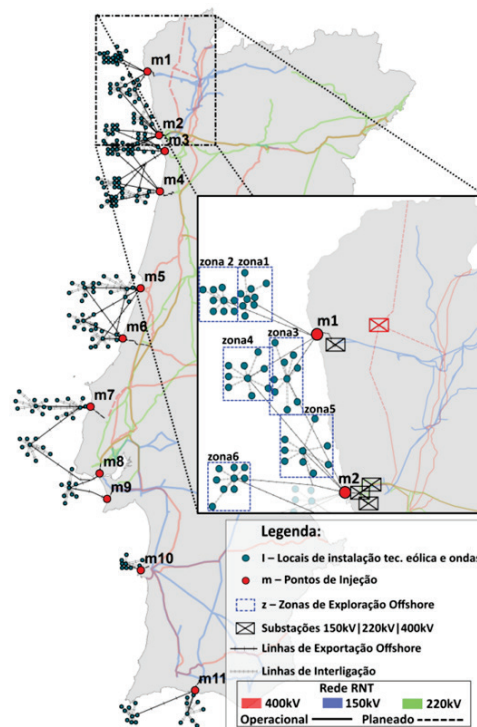 m1
m2
m3
m4
m5
m6
m7
m8
m9
m10
m11
zona 2 zona1
m1
zona4 zona3
zona5
zona6
m2
Legenda:
l – Locais de instalação tec. eólica e ondas
m – Pontos de Injeção
z – Zonas de Exploração Offshore
Substações 150kV|220kV|400kV
Linhas de Exportação Offshore
Linhas de Interligação
Rede RNT
400kV 150kV 220kV
Operacional Planeado